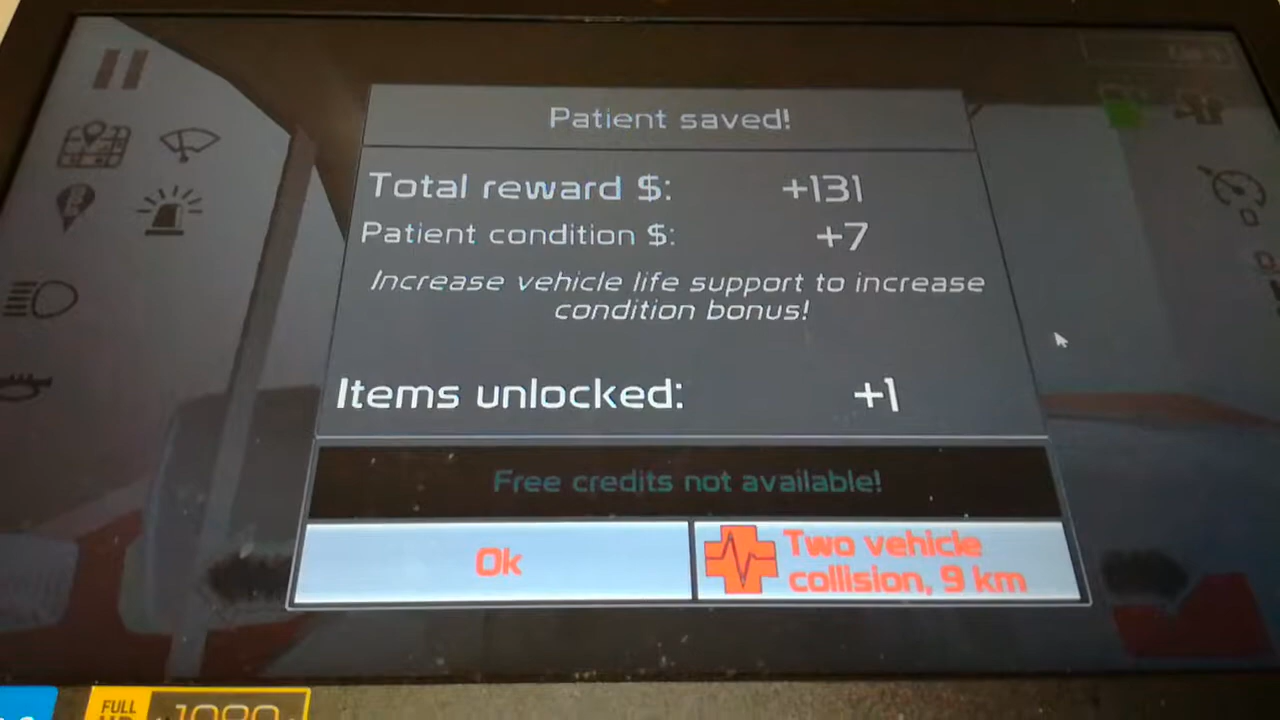 Patient saved!
Total reward $: +131
Patient condition $: +7
Increase vehicle life support to increase
condition bonus!
Items unlocked: +1
Free credits not available!
Ok
Two vehicle
collision, 9 km
FULL
HD 1080